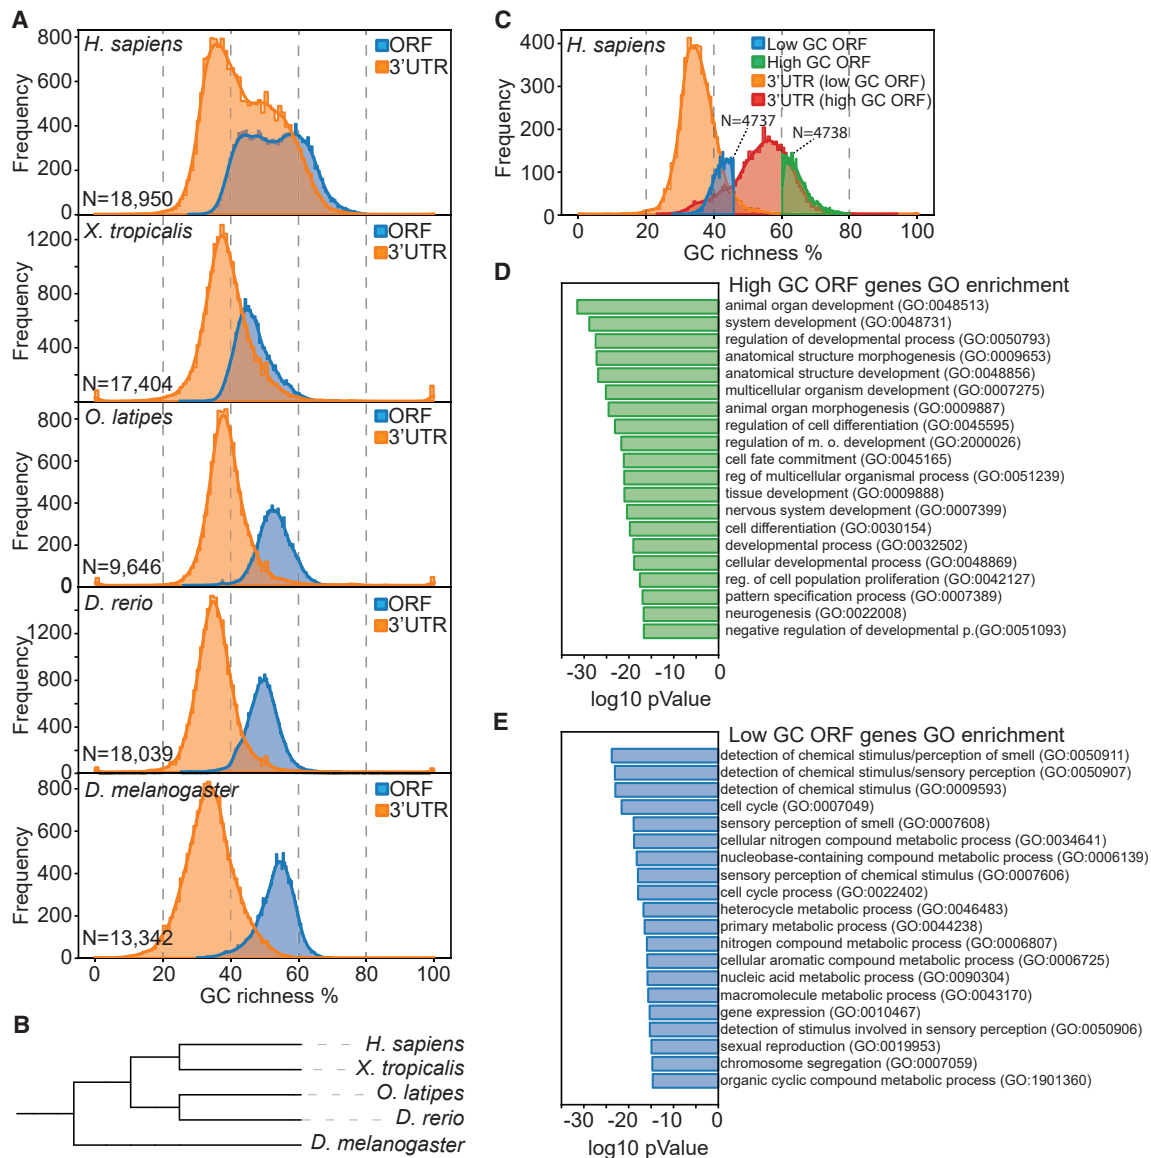 A
H. sapiens
ORF
3'UTR
Frequency
800
600
400
200
0
N=18,950
X. tropicalis
ORF
3'UTR
Frequency
1200
800
400
N=17,404
O. latipes
ORF
3'UTR
Frequency
800
600
400
200
0
N=9,646
D. rerio
ORF
3'UTR
Frequency
1200
800
400
0
N=18,039
D. melanogaster
ORF
3'UTR
Frequency
800
600
400
200
0
N=13,342
0 20 40 60 80 100
GC richness %
B
H. sapiens
X. tropicalis
O. latipes
D. rerio
D. melanogaster
C
H. sapiens
Low GC ORF
High GC ORF
3'UTR (low GC ORF)
3'UTR (high GC ORF)
N=4737
N=4738
Frequency
400
300
200
100
0
0 20 40 60 80 100
GC richness %
D
High GC ORF genes GO enrichment
animal organ development (GO:0048513)
system development (GO:0048731)
regulation of developmental process (GO:0050793)
anatomical structure morphogenesis (GO:0009653)
anatomical structure development (GO:0048856)
multicellular organism development (GO:0007275)
animal organ morphogenesis (GO:0009887)
regulation of cell differentiation (GO:0045595)
regulation of m. o. development (GO:2000026)
cell fate commitment (GO:0045165)
reg of multicellular organismal process (GO:0051239)
tissue development (GO:0009888)
nervous system development (GO:0007399)
cell differentiation (GO:0030154)
developmental process (GO:0032502)
cellular developmental process (GO:0048869)
reg. of cell population proliferation (GO:0042127)
pattern specification process (GO:0007389)
neurogenesis (GO:0022008)
negative regulation of developmental p.(GO:0051093)
-30 -20 -10 0
log10 pValue
E
Low GC ORF genes GO enrichment
detection of chemical stimulus/perception of smell (GO:0050911)
detection of chemical stimulus/sensory perception (GO:0050907)
detection of chemical stimulus (GO:0009593)
cell cycle (GO:0007049)
sensory perception of smell (GO:0007608)
cellular nitrogen compound metabolic process (GO:0034641)
nucleobase-containing compound metabolic process (GO:0006139)
sensory perception of chemical stimulus (GO:0007606)
cell cycle process (GO:0022402)
heterocycle metabolic process (GO:0046483)
primary metabolic process (GO:0044238)
nitrogen compound metabolic process (GO:0006807)
cellular aromatic compound metabolic process (GO:0006725)
nucleic acid metabolic process (GO:0090304)
macromolecule metabolic process (GO:0043170)
gene expression (GO:0010467)
detection of stimulus involved in sensory perception (GO:0050906)
sexual reproduction (GO:0019953)
chromosome segregation (GO:0007059)
organic cyclic compound metabolic process (GO:1901360)
-30 -20 -10 0
log10 pValue